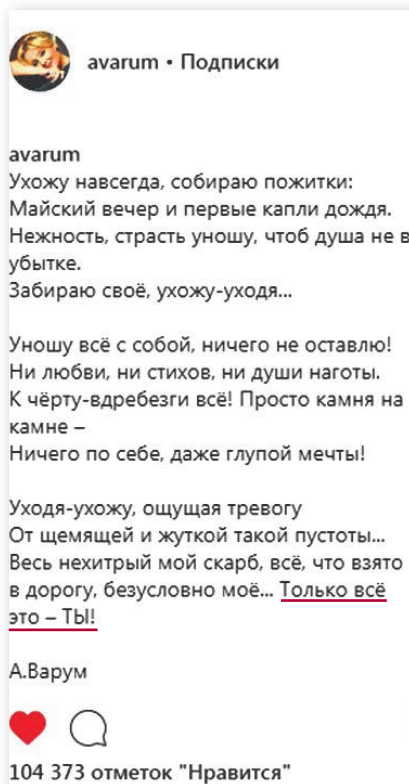 avarum • Подписки
avarum
Ухожу навсегда, собираю пожитки:
Майский вечер и первые капли дождя.
Нежность, страсть уношу, чтоб душа не в
убытке.
Забираю своё, ухожу-уходя...
Уношу всё с собой, ничего не оставлю!
Ни любви, ни стихов, ни души наготы.
К чёрту-вдребезги всё! Просто камня на
камне –
Ничего по себе, даже глупой мечты!
Уходя-ухожу, ощущая тревогу
От щемящей и жуткой такой пустоты...
Весь нехитрый мой скарб, всё, что взято
в дорогу, безусловно моё... Только всё
это – ТЫ!
А.Варум
104 373 отметок "Нравится"